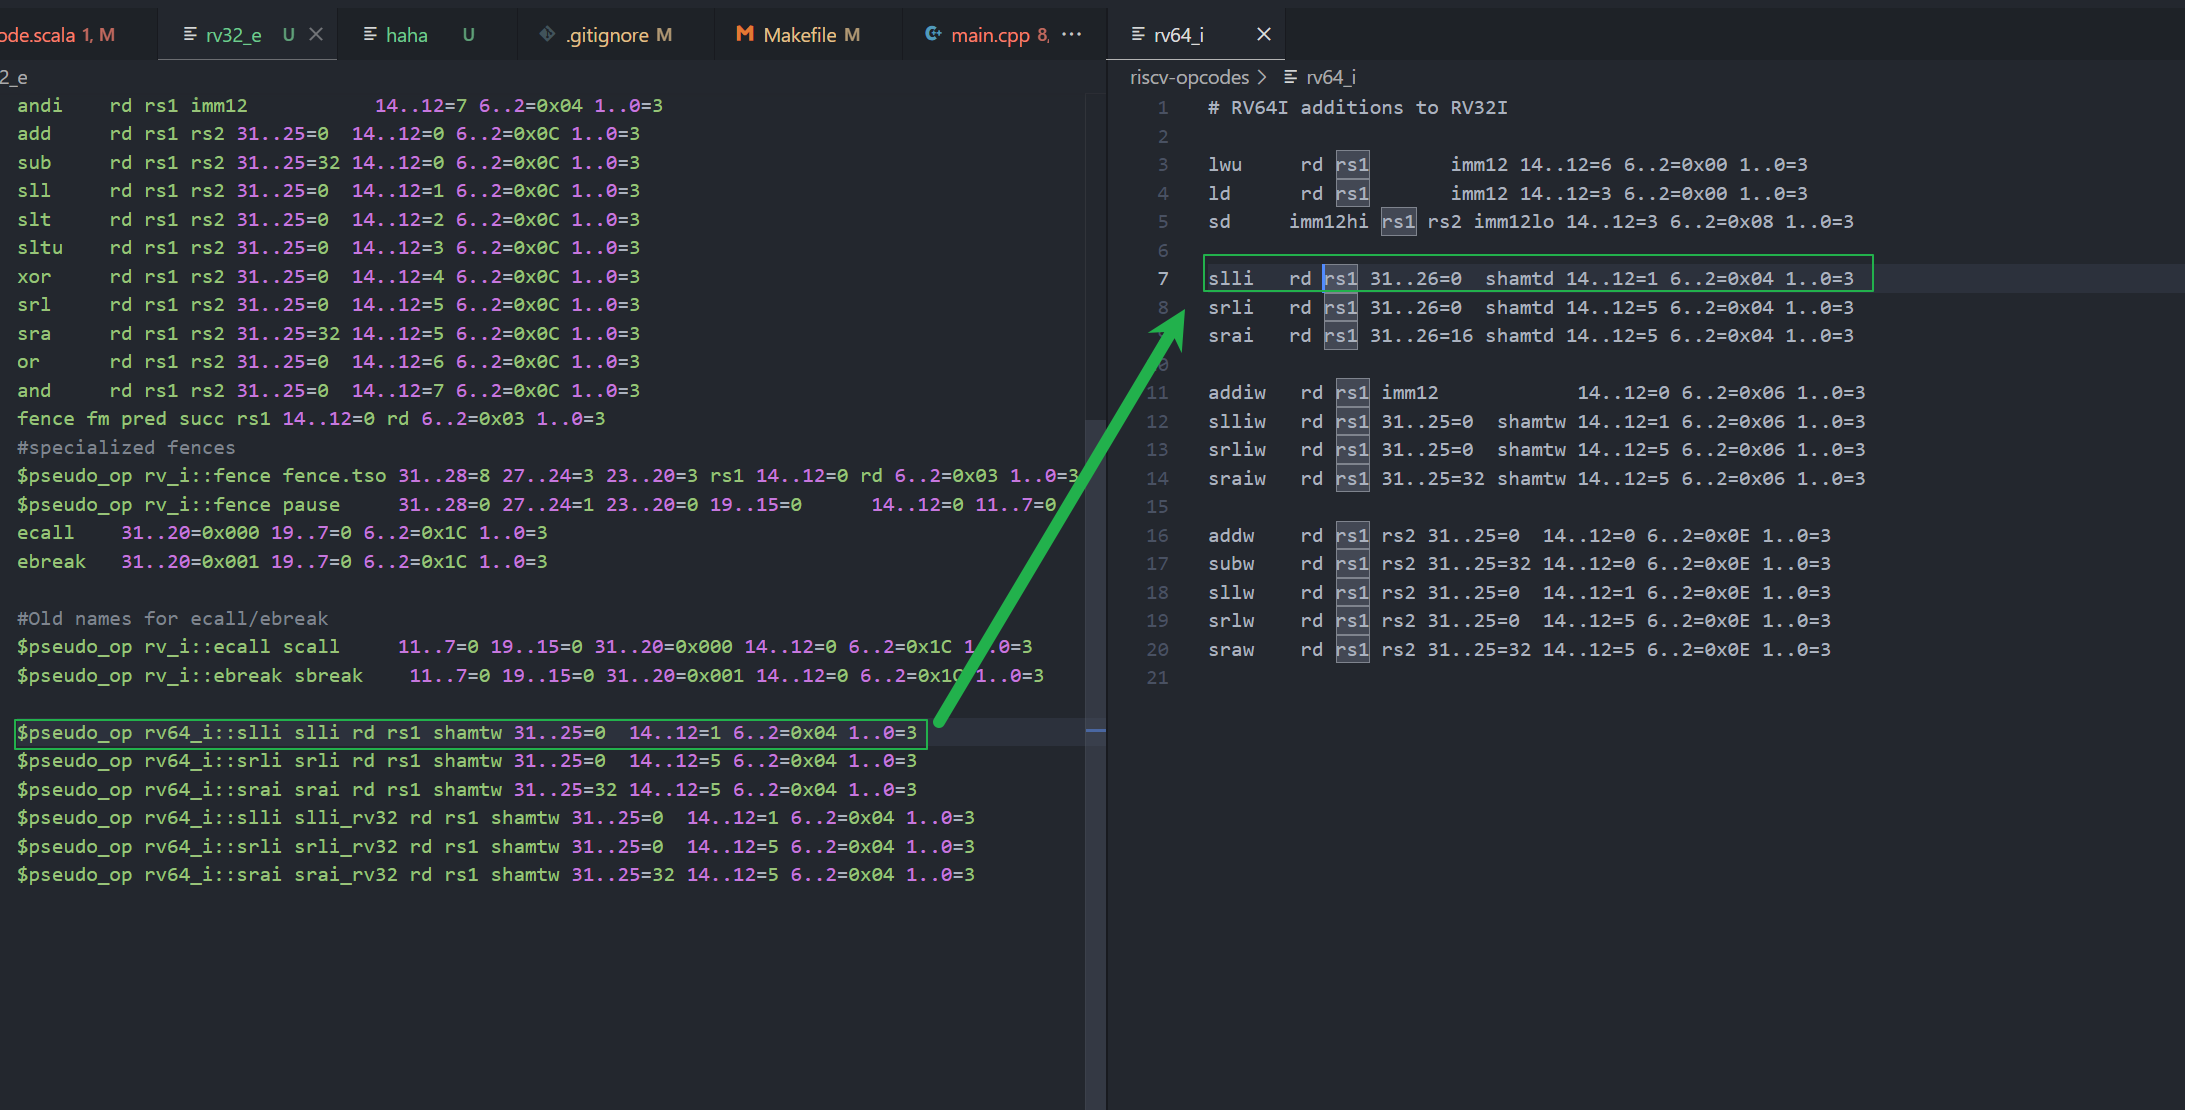 ode.scala 1, M
rv32_e U
haha U
.gitignore M
Makefile M
main.cpp 8, ...
2_e
andi rd rs1 imm12 14..12=7 6..2=0x04 1..0=3
add rd rs1 rs2 31..25=0 14..12=0 6..2=0x0C 1..0=3
sub rd rs1 rs2 31..25=32 14..12=0 6..2=0x0C 1..0=3
sll rd rs1 rs2 31..25=0 14..12=1 6..2=0x0C 1..0=3
slt rd rs1 rs2 31..25=0 14..12=2 6..2=0x0C 1..0=3
sltu rd rs1 rs2 31..25=0 14..12=3 6..2=0x0C 1..0=3
xor rd rs1 rs2 31..25=0 14..12=4 6..2=0x0C 1..0=3
srl rd rs1 rs2 31..25=0 14..12=5 6..2=0x0C 1..0=3
sra rd rs1 rs2 31..25=32 14..12=5 6..2=0x0C 1..0=3
or rd rs1 rs2 31..25=0 14..12=6 6..2=0x0C 1..0=3
and rd rs1 rs2 31..25=0 14..12=7 6..2=0x0C 1..0=3
fence fm pred succ rs1 14..12=0 rd 6..2=0x03 1..0=3
#specialized fences
$pseudo_op rv_i::fence fence.tso 31..28=8 27..24=3 23..20=3 rs1 14..12=0 rd 6..2=0x03 1..0=3
$pseudo_op rv_i::fence pause 31..28=0 27..24=1 23..20=0 19..15=0 14..12=0 11..7=0
ecall 31..20=0x000 19..7=0 6..2=0x1C 1..0=3
ebreak 31..20=0x001 19..7=0 6..2=0x1C 1..0=3
#Old names for ecall/ebreak
$pseudo_op rv_i::ecall scall 11..7=0 19..15=0 31..20=0x000 14..12=0 6..2=0x1C 1..0=3
$pseudo_op rv_i::ebreak sbreak 11..7=0 19..15=0 31..20=0x001 14..12=0 6..2=0x1C 1..0=3
$pseudo_op rv64_i::slli slli rd rs1 shamtw 31..25=0 14..12=1 6..2=0x04 1..0=3
$pseudo_op rv64_i::srli srli rd rs1 shamtw 31..25=0 14..12=5 6..2=0x04 1..0=3
$pseudo_op rv64_i::srai srai rd rs1 shamtw 31..25=32 14..12=5 6..2=0x04 1..0=3
$pseudo_op rv64_i::slli slli_rv32 rd rs1 shamtw 31..25=0 14..12=1 6..2=0x04 1..0=3
$pseudo_op rv64_i::srli srli_rv32 rd rs1 shamtw 31..25=0 14..12=5 6..2=0x04 1..0=3
$pseudo_op rv64_i::srai srai_rv32 rd rs1 shamtw 31..25=32 14..12=5 6..2=0x04 1..0=3
rv64_i
riscv-opcodes > rv64_i
1 # RV64I additions to RV32I
2
3 lwu rd rs1 imm12 14..12=6 6..2=0x00 1..0=3
4 ld rd rs1 imm12 14..12=3 6..2=0x00 1..0=3
5 sd imm12hi rs1 rs2 imm12lo 14..12=3 6..2=0x08 1..0=3
6
7 slli rd rs1 31..26=0 shamtd 14..12=1 6..2=0x04 1..0=3
8 srli rd rs1 31..26=0 shamtd 14..12=5 6..2=0x04 1..0=3
srai rd rs1 31..26=16 shamtd 14..12=5 6..2=0x04 1..0=3
0
11 addiw rd rs1 imm12 14..12=0 6..2=0x06 1..0=3
12 slliw rd rs1 31..25=0 shamtw 14..12=1 6..2=0x06 1..0=3
13 srliw rd rs1 31..25=0 shamtw 14..12=5 6..2=0x06 1..0=3
14 sraiw rd rs1 31..25=32 shamtw 14..12=5 6..2=0x06 1..0=3
15
16 addw rd rs1 rs2 31..25=0 14..12=0 6..2=0x0E 1..0=3
17 subw rd rs1 rs2 31..25=32 14..12=0 6..2=0x0E 1..0=3
18 sllw rd rs1 rs2 31..25=0 14..12=1 6..2=0x0E 1..0=3
19 srlw rd rs1 rs2 31..25=0 14..12=5 6..2=0x0E 1..0=3
20 sraw rd rs1 rs2 31..25=32 14..12=5 6..2=0x0E 1..0=3
21